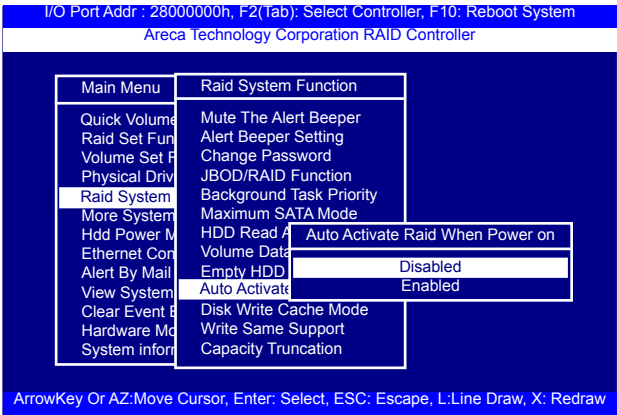 I/O Port Addr : 28000000h, F2(Tab): Select Controller, F10: Reboot System
Areca Technology Corporation RAID Controller
Main Menu
Quick Volume
Raid Set Fun
Volume Set F
Physical Driv
Raid System
More System
Hdd Power M
Ethernet Con
Alert By Mail
View System
Clear Event E
Hardware Mo
System inforr
Raid System Function
Mute The Alert Beeper
Alert Beeper Setting
Change Password
JBOD/RAID Function
Background Task Priority
Maximum SATA Mode
HDD Read A
Volume Data
Empty HDD
Auto Activate
Disk Write Cache Mode
Write Same Support
Capacity Truncation
Auto Activate Raid When Power on
Disabled
Enabled
ArrowKey Or AZ:Move Cursor, Enter: Select, ESC: Escape, L:Line Draw, X: Redraw